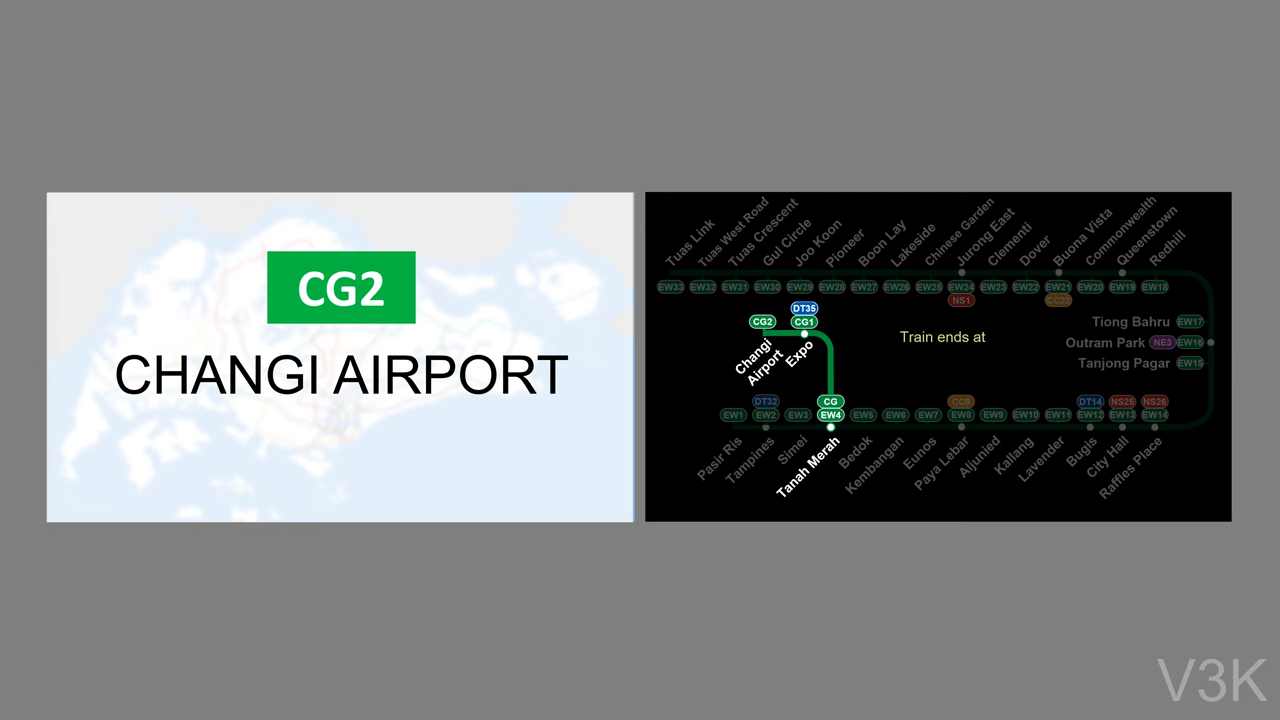 CG2
CHANGI AIRPORT
Tuas Link
Tuas West Road
Tuas Crescent
Gul Circle
Joo Koon
Pioneer
Boon Lay
Lakeside
Chinese Garden
Jurong East
Clementi
Dover
Buona Vista
Commonwealth
Queenstown
Redhill
EW33 EW32 EW31 EW30 EW29 EW28 EW27 EW26 EW25 EW24 EW23 EW22 EW21 EW20 EW19 EW18
NS1 CC22
DT35
CG2 CG1
Changi
Airport
Expo
Train ends at
Tiong Bahru EW17
Outram Park NE3 EW16
Tanjong Pagar EW15
DT32 CG CC9 DT14 NS25 NS26
EW1 EW2 EW3 EW4 EW5 EW6 EW7 EW8 EW9 EW10 EW11 EW12 EW13 EW14
Pasir Ris
Tampines
Simei
Tanah Merah
Bedok
Kembangan
Eunos
Paya Lebar
Aljunied
Kallang
Lavender
Bugis
City Hall
Raffles Place
V3K